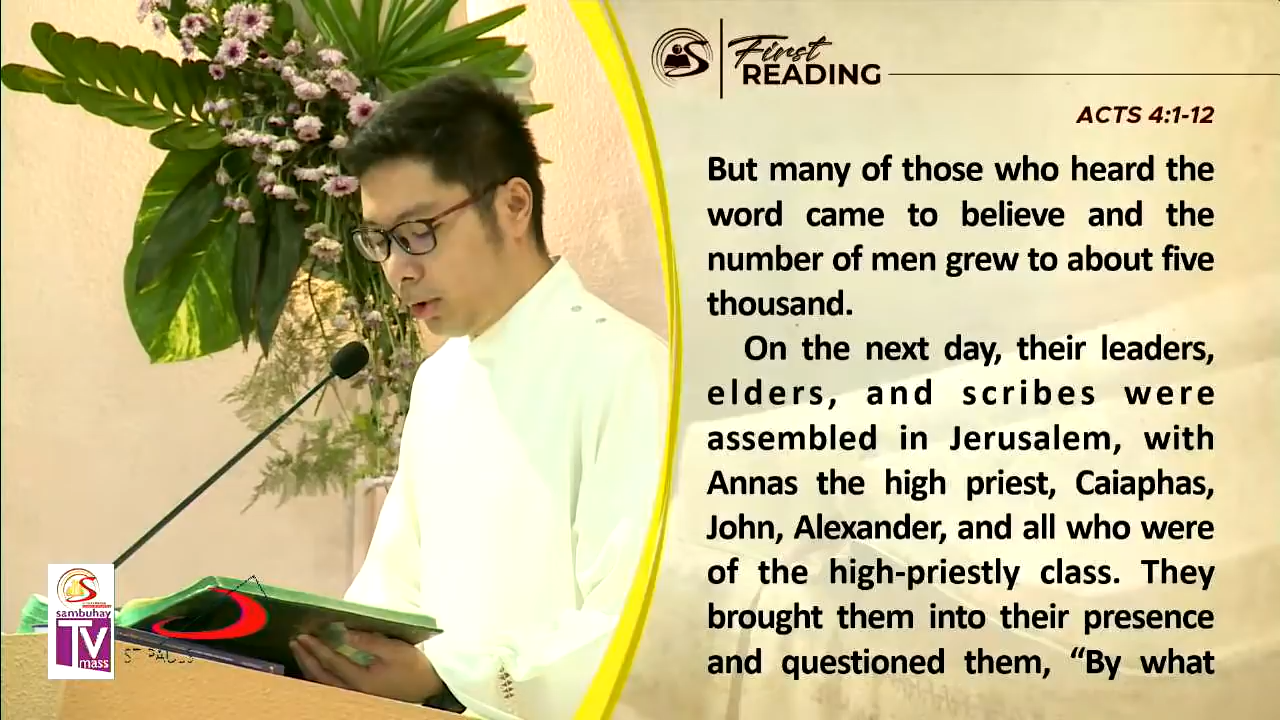 First
READING
ACTS 4:1-12
But many of those who heard the
word came to believe and the
number of men grew to about five
thousand.
On the next day, their leaders,
elders, and scribes were
assembled in Jerusalem, with
Annas the high priest, Caiaphas,
John, Alexander, and all who were
of the high-priestly class. They
brought them into their presence
and questioned them, “By what
sambuhay
TV
mass
ST PAULS